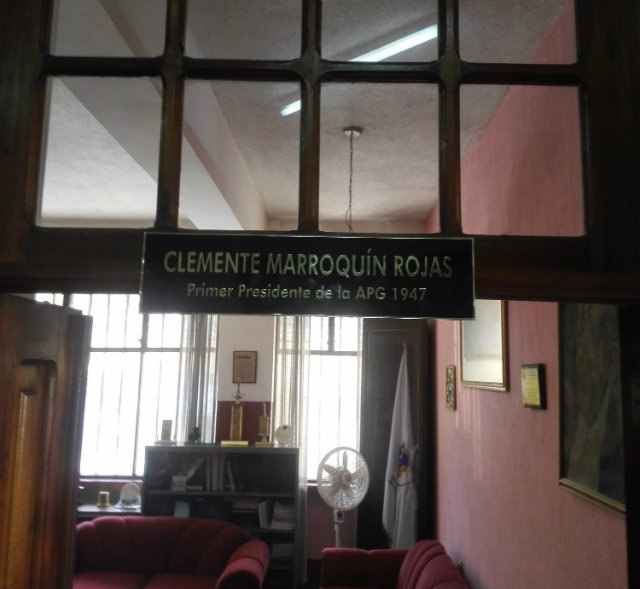 CLEMENTE MARROQUÍN ROJAS
Primer Presidente de la APG 1947